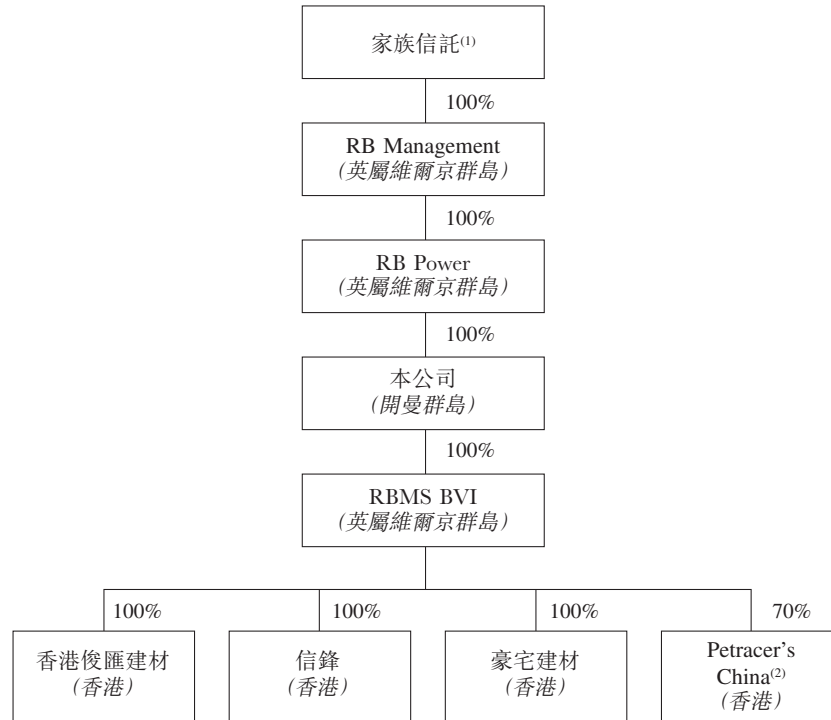 家族信託(1)
100%
RB Management
(英屬維爾京群島)
100%
RB Power
(英屬維爾京群島)
100%
本公司
(開曼群島)
100%
RBMS BVI
(英屬維爾京群島)
100%
100%
100%
70%
香港俊匯建材
(香港)
信鋒
(香港)
豪宅建材
(香港)
Petracer's
China(2)
(香港)